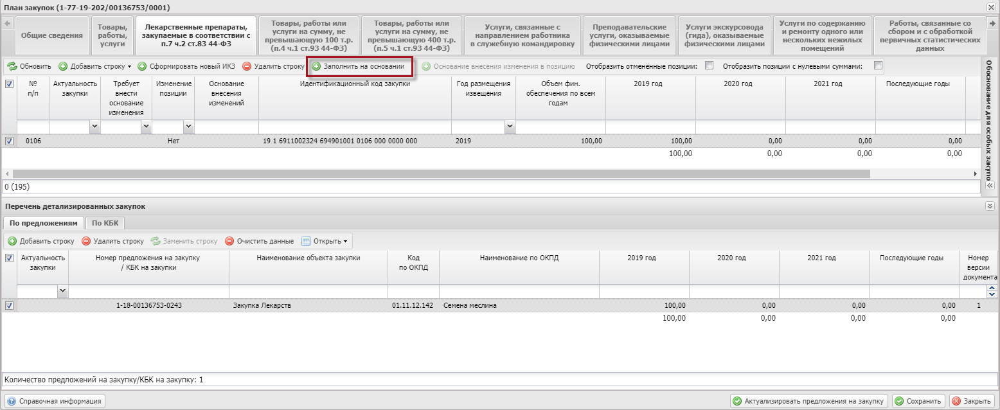 План закупок (1-77-19-202/00136753/0001)
Общие сведения
Товары,
работы,
услуги
Лекарственные препараты,
закупаемые в соответствии с
п.7 ч.2 ст.83 44-ФЗ
Товары, работы или
услуги на сумму, не
превышающую 100 т.р.
(п.4 ч.1 ст.93 44-ФЗ)
Товары, работы или
услуги на сумму, не
превышающую 400 т.р.
(п.5 ч.1 ст.93 44-ФЗ)
Услуги, связанные с
направлением работника
в служебную командировку
Преподавательские
услуги, оказываемые
физическими лицами
Услуги экскурсовода
(гида), оказываемые
физическими лицами
Услуги по содержанию
и ремонту одного или
нескольких нежилых
помещений
Работы, связанные со
сбором и с обработкой
первичных статистических
данных
Обновить Добавить строку Сформировать новый ИКЗ Удалить строку Заполнить на основании Основание внесения изменения в позицию Отобразить отменённые позиции: Отобразить позиции с нулевыми суммами:
Обоснование для особых закупо
№
п/п
Актуальность
закупки
Требует
внести
основание
изменения
Изменение
позиции
Основание
внесения
изменений
Идентификационный код закупки
Год размещения
извещения
Объем фин.
обеспечения по всем
годам
2019 год
2020 год
2021 год
Последующие годы
0106 Нет 19 1 6911002324 694901001 0106 000 0000 000 2019 100,00 100,00 0,00 0,00 0,00
100,00 0,00 0,00 0,00
0 (195)
Перечень детализированных закупок
По предложениям По КБК
Добавить строку Удалить строку Заменить строку Очистить данные Открыть
Актуальность
закупки
Номер предложения на закупку
/ КБК на закупки
Наименование объекта закупки
Код
по ОКПД
Наименование по ОКПД
2019 год
2020 год
2021 год
Последующие годы
Номер
версии
документа
1-18-00136753-0243 Закупка Лекарств 01.11.12.142 Семена меслина 100,00 0,00 0,00 0,00 1
100,00 0,00 0,00 0,00
Количество предложений на закупку/КБК на закупку: 1
Справочная информация Актуализировать предложения на закупку Сохранить Закрыть